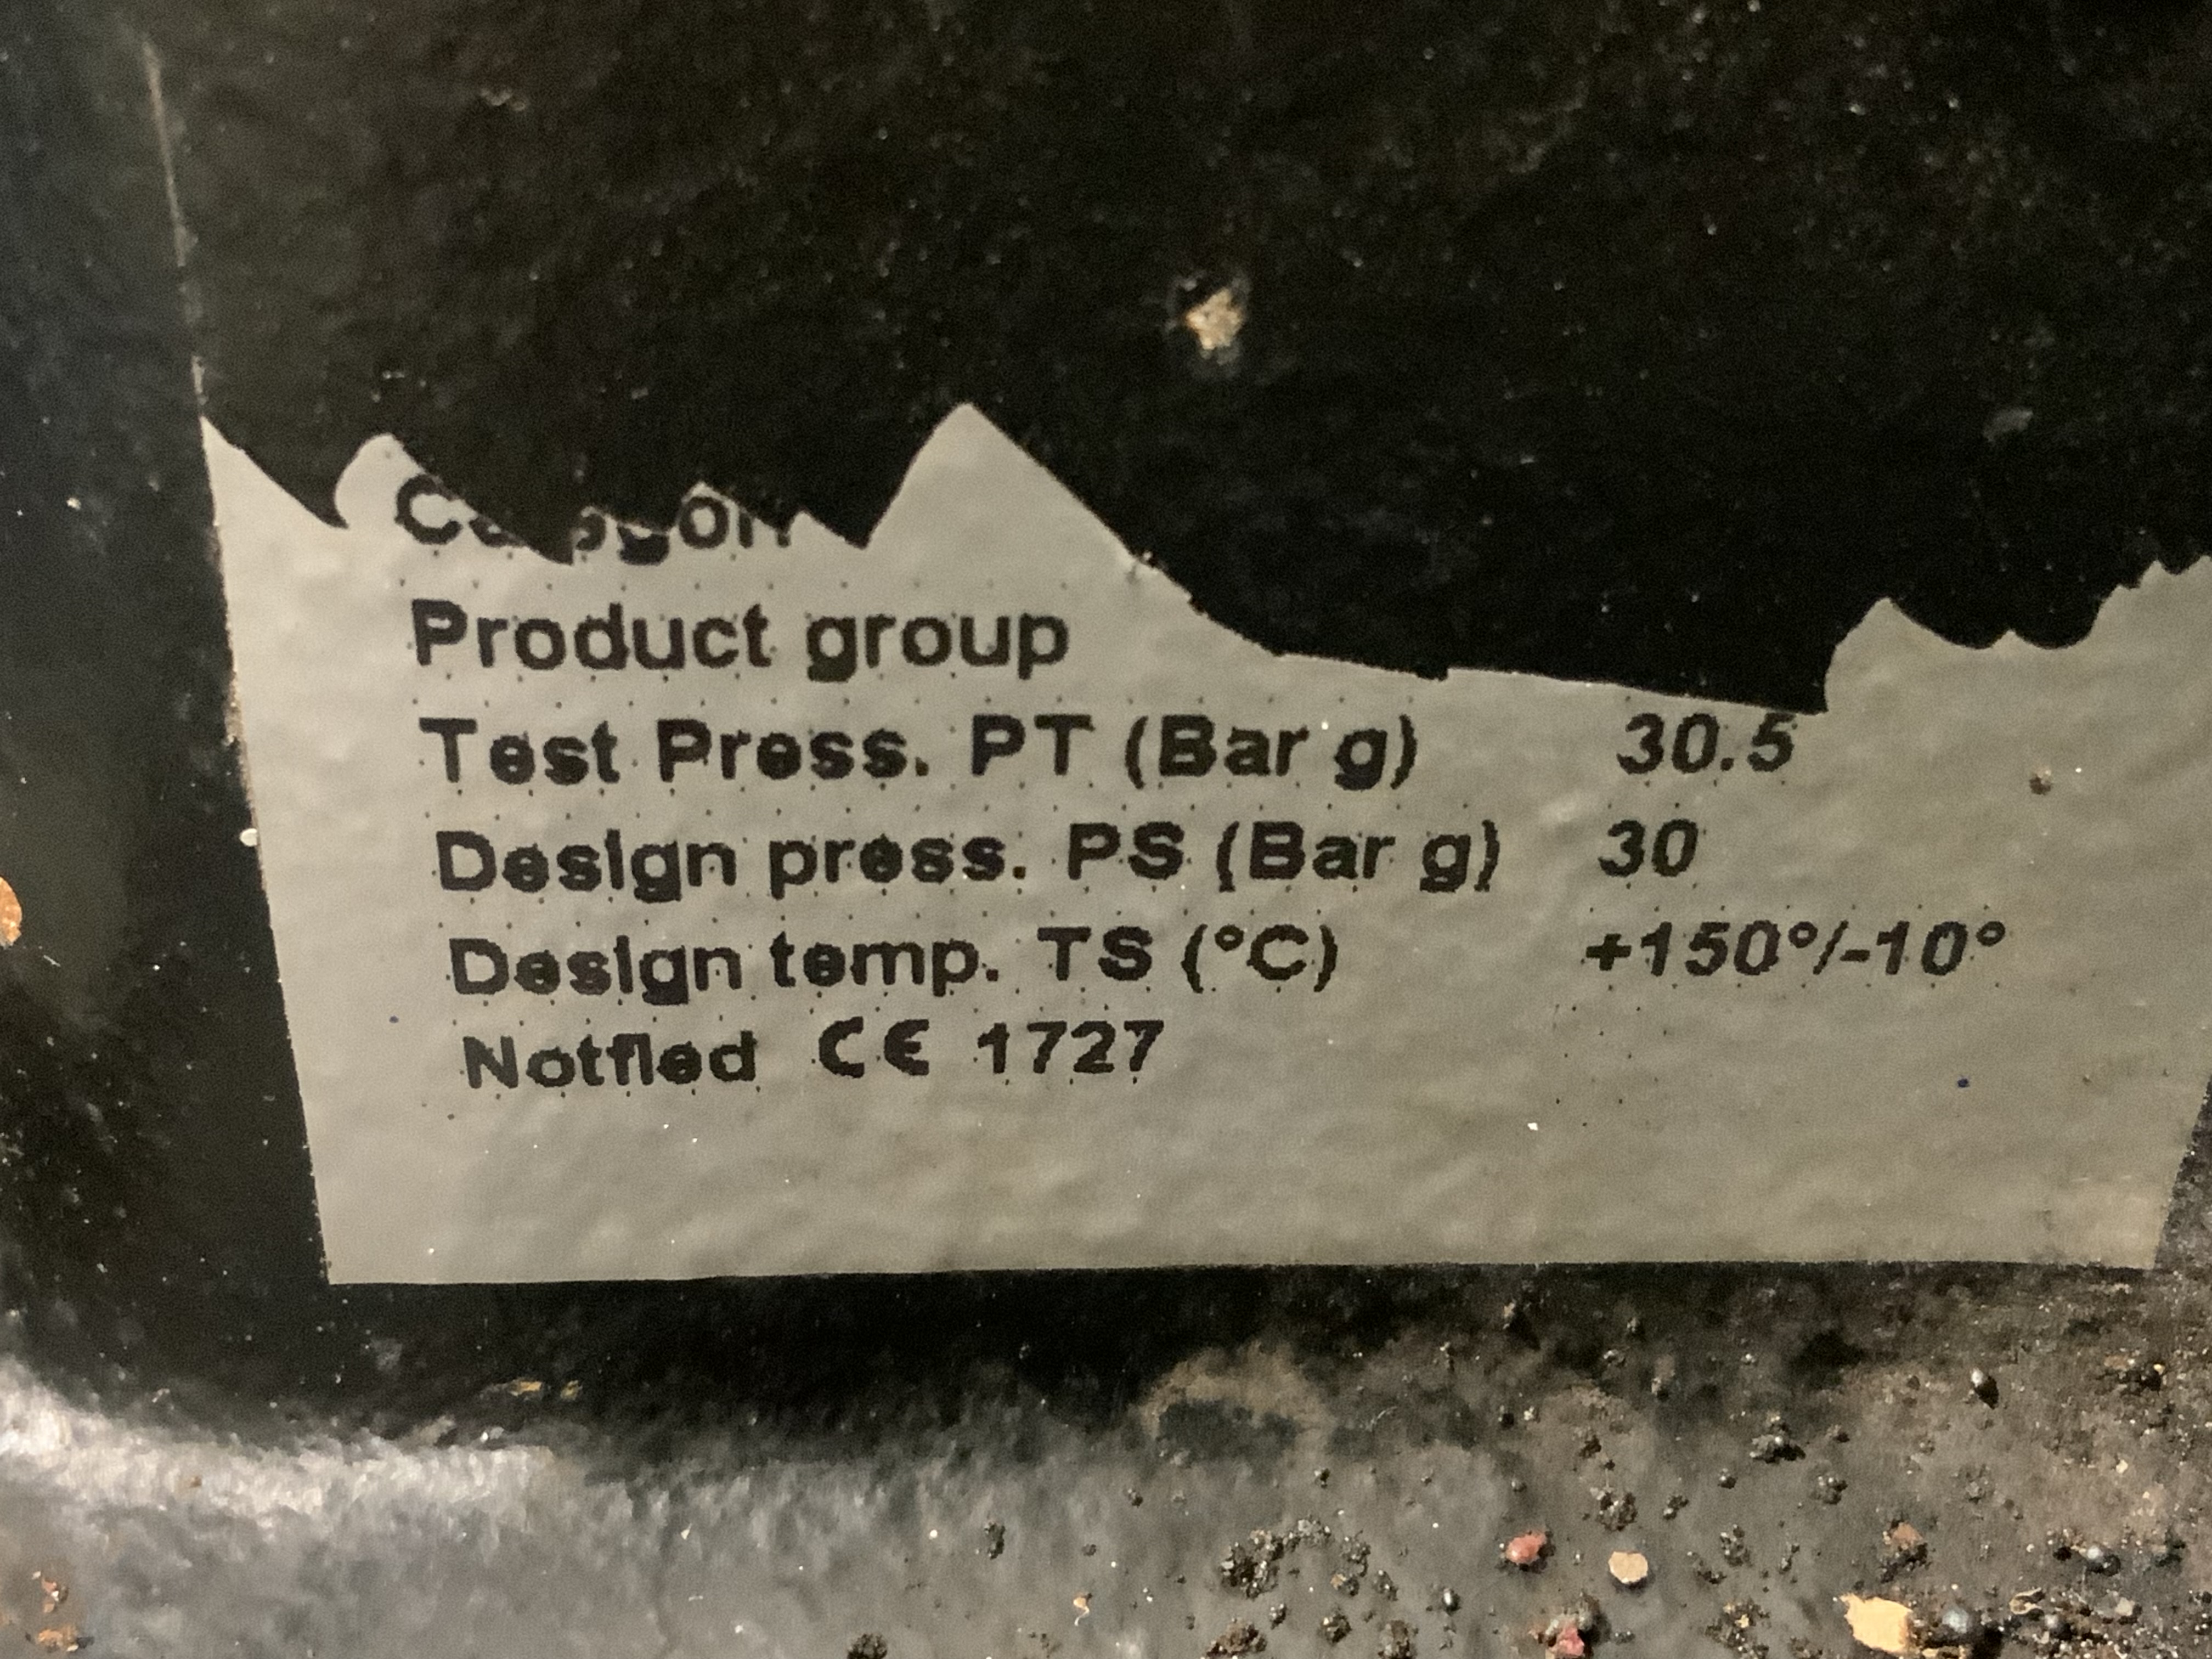 Product group
Test Press. PT (Bar g) 30.5
Design press. PS (Bar g) 30
Design temp. TS (°C) +150°/-10°
Notfied CE 1727